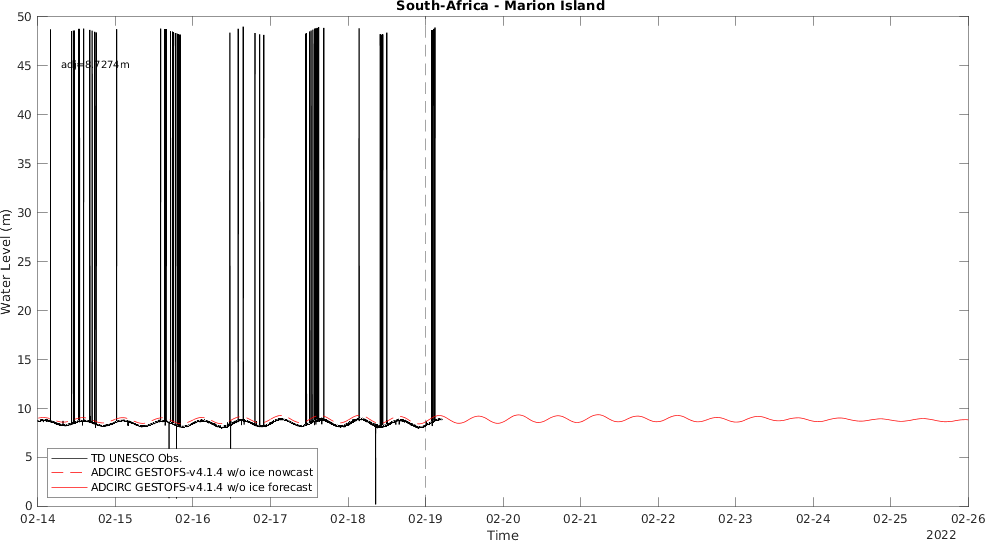 South-Africa - Marion Island
50
45
40
35
30
25
20
15
10
5
0
Water Level (m)
adj=8.7274m
TD UNESCO Obs.
ADCIRC GESTOFS-v4.1.4 w/o ice nowcast
ADCIRC GESTOFS-v4.1.4 w/o ice forecast
02-14 02-15 02-16 02-17 02-18 02-19 02-20 02-21 02-22 02-23 02-24 02-25 02-26
Time
2022